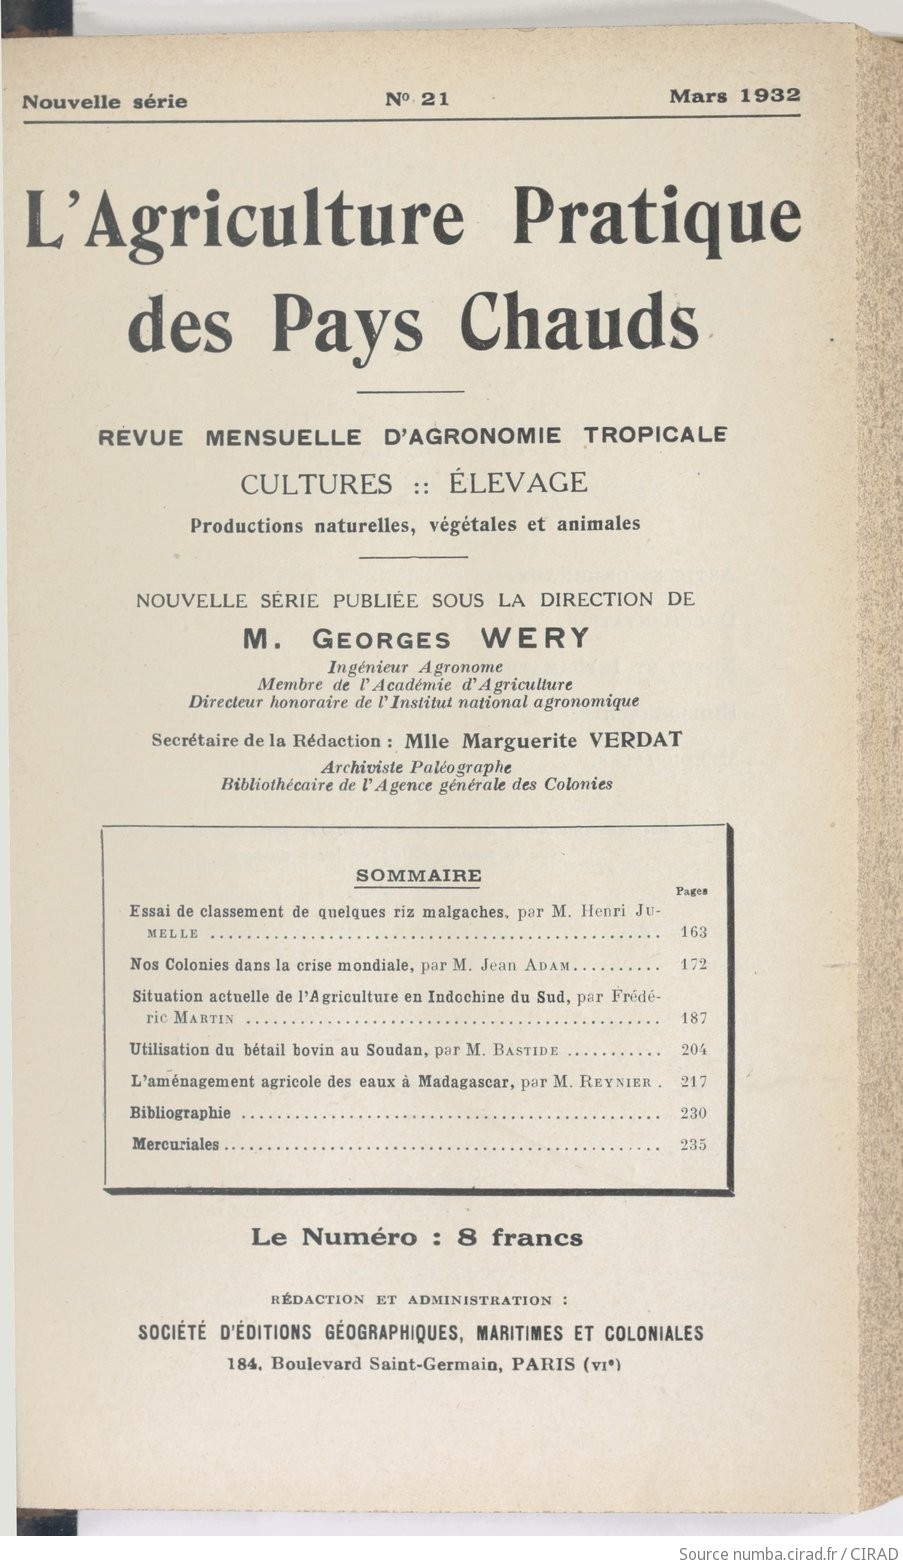 Nouvelle série Nº 21 Mars 1932
L'Agriculture Pratique
des Pays Chauds
REVUE MENSUELLE D'AGRONOMIE TROPICALE
CULTURES :: ÉLEVAGE
Productions naturelles, végétales et animales
NOUVELLE SÉRIE PUBLIÉE SOUS LA DIRECTION DE
M. GEORGES WERY
Ingénieur Agronome
Membre de l'Académie d'Agriculture
Directeur honoraire de l'Institut national agronomique
Secrétaire de la Rédaction : Mlle Marguerite VERDAT
Archiviste Paléographe
Bibliothécaire de l'Agence générale des Colonies
SOMMAIRE
Pages
Essai de classement de quelques riz malgaches, par M. Henri JU-
MELLE .................................................. 163
Nos Colonies dans la crise mondiale, par M. Jean ADAM.......... 172
Situation actuelle de l'Agriculture en Indochine du Sud, par Frédé-
ric MARTIN .............................................. 187
Utilisation du bétail bovin au Soudan, par M. BASTIDE ........... 204
L'aménagement agricole des eaux à Madagascar, par M. REYNIER . 217
Bibliographie .............................................. 230
Mercuriales ................................................ 235
Le Numéro : 8 francs
RÉDACTION ET ADMINISTRATION :
SOCIÉTÉ D'ÉDITIONS GÉOGRAPHIQUES, MARITIMES ET COLONIALES
184, Boulevard Saint-Germain, PARIS (VIe)
Source numba.cirad.fr / CIRAD